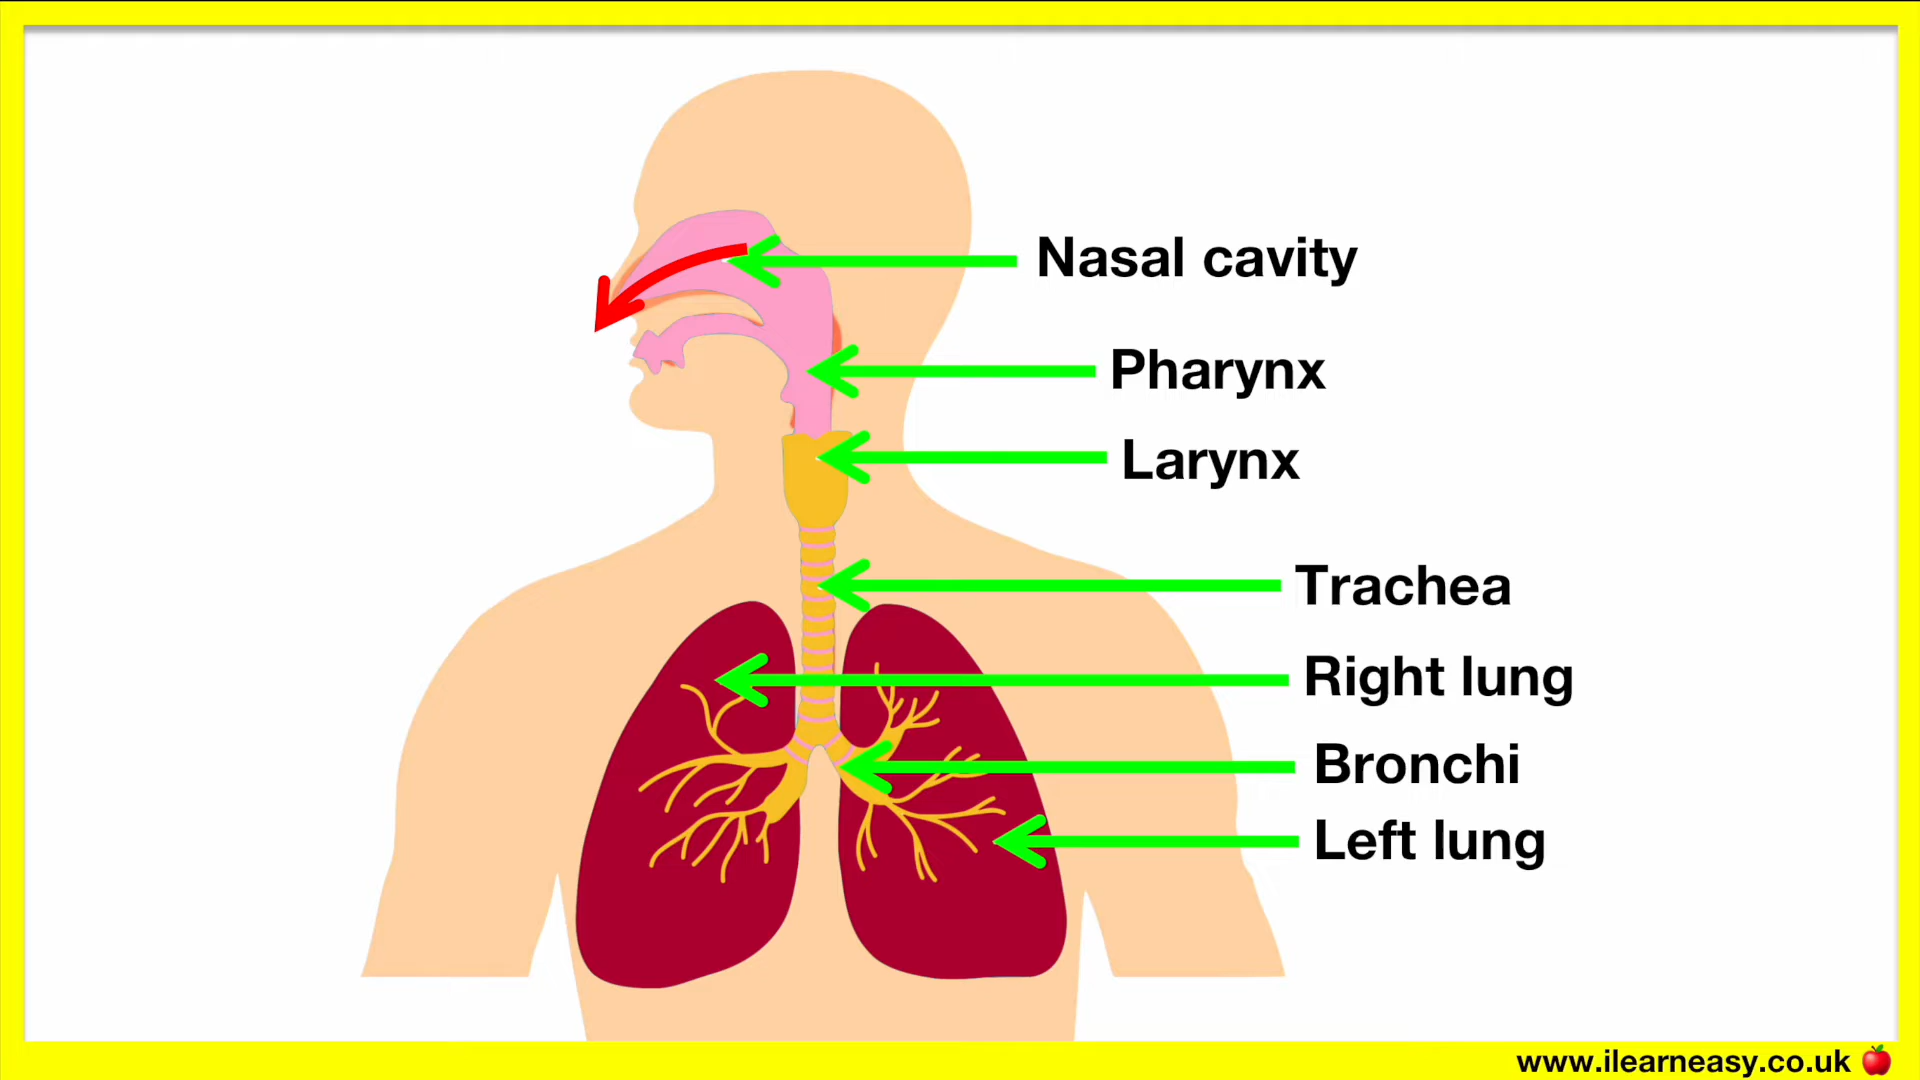 Nasal cavity
Pharynx
Larynx
Trachea
Right lung
Bronchi
Left lung
www.ilearneasy.co.uk